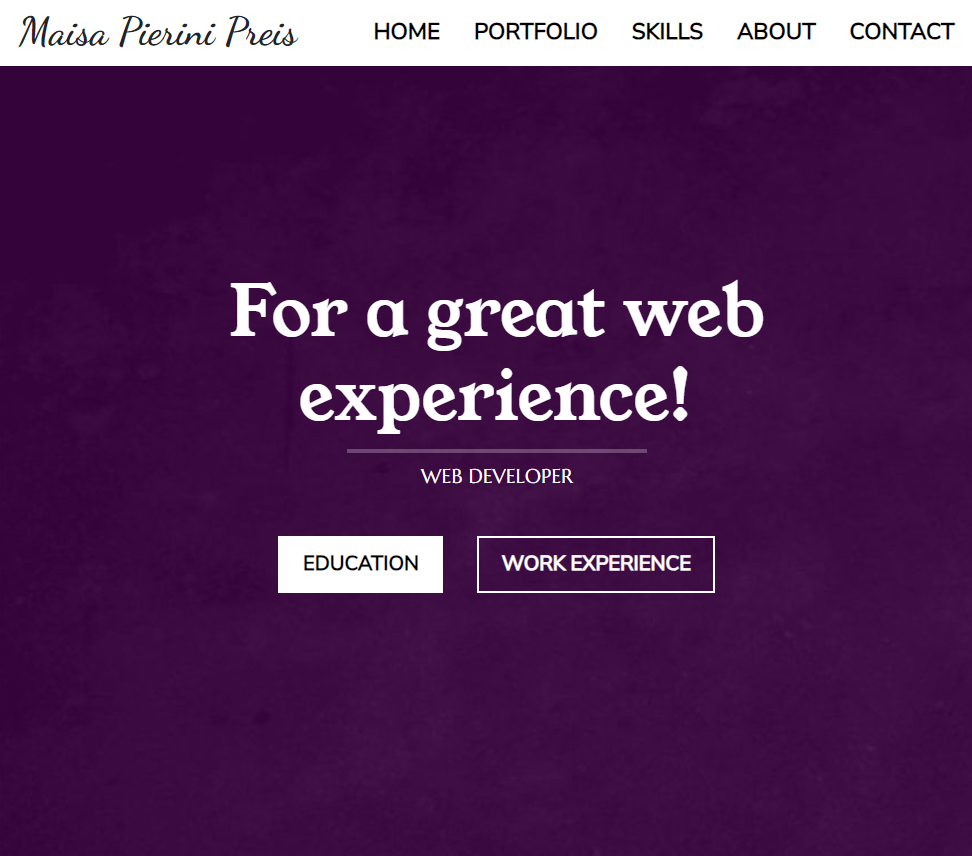 Maisa Pierini Preis
HOME PORTFOLIO SKILLS ABOUT CONTACT
For a great web
experience!
WEB DEVELOPER
EDUCATION WORK EXPERIENCE